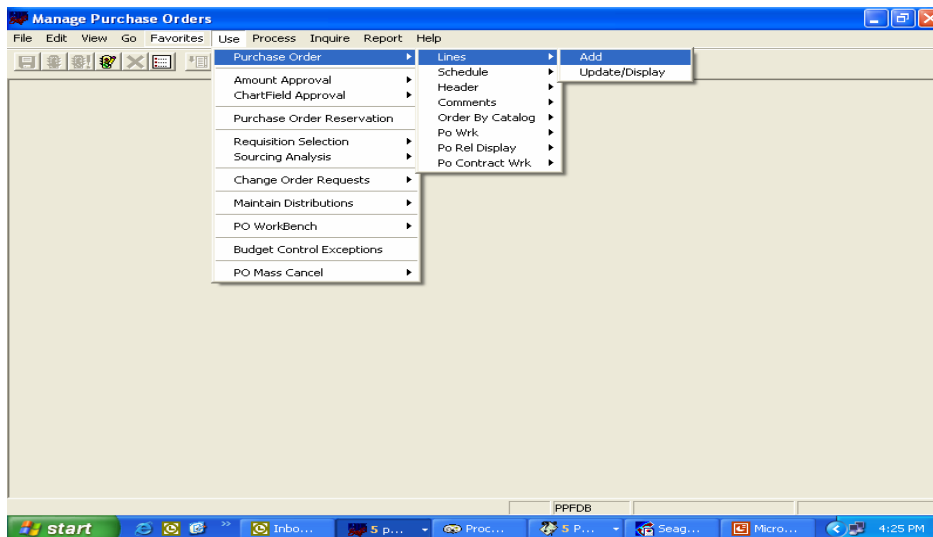 Manage Purchase Orders
File Edit View Go Favorites Use Process Inquire Report Help
Purchase Order
Amount Approval
ChartField Approval
Purchase Order Reservation
Requisition Selection
Sourcing Analysis
Change Order Requests
Maintain Distributions
PO WorkBench
Budget Control Exceptions
PO Mass Cancel
Lines
Schedule
Header
Comments
Order By Catalog
Po Wrk
Po Rel Display
Po Contract Wrk
Add
Update/Display
PPFDB
start Inbo... 5 p... Proc... 5 P... Seag... Micro... 4:25 PM